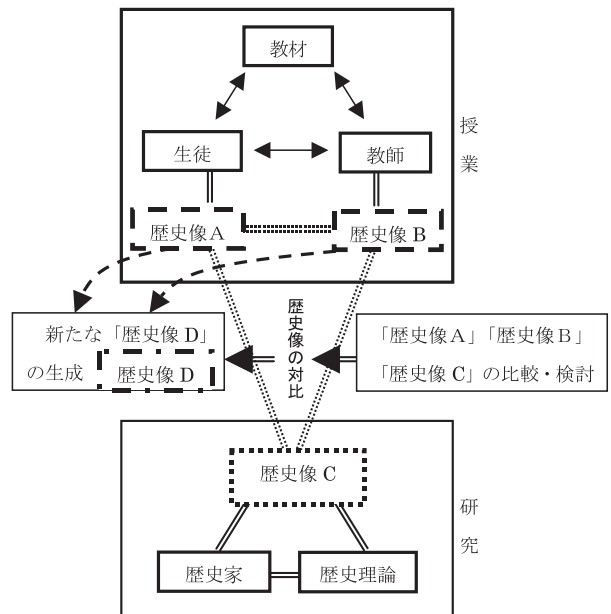 教材
生徒
教師
授業
歴史像A
歴史像B
新たな「歴史像D」
の生成
歴史像D
歴史像の対比
「歴史像A」「歴史像B」
「歴史像C」の比較・検討
歴史像C
研究
歴史家
歴史理論